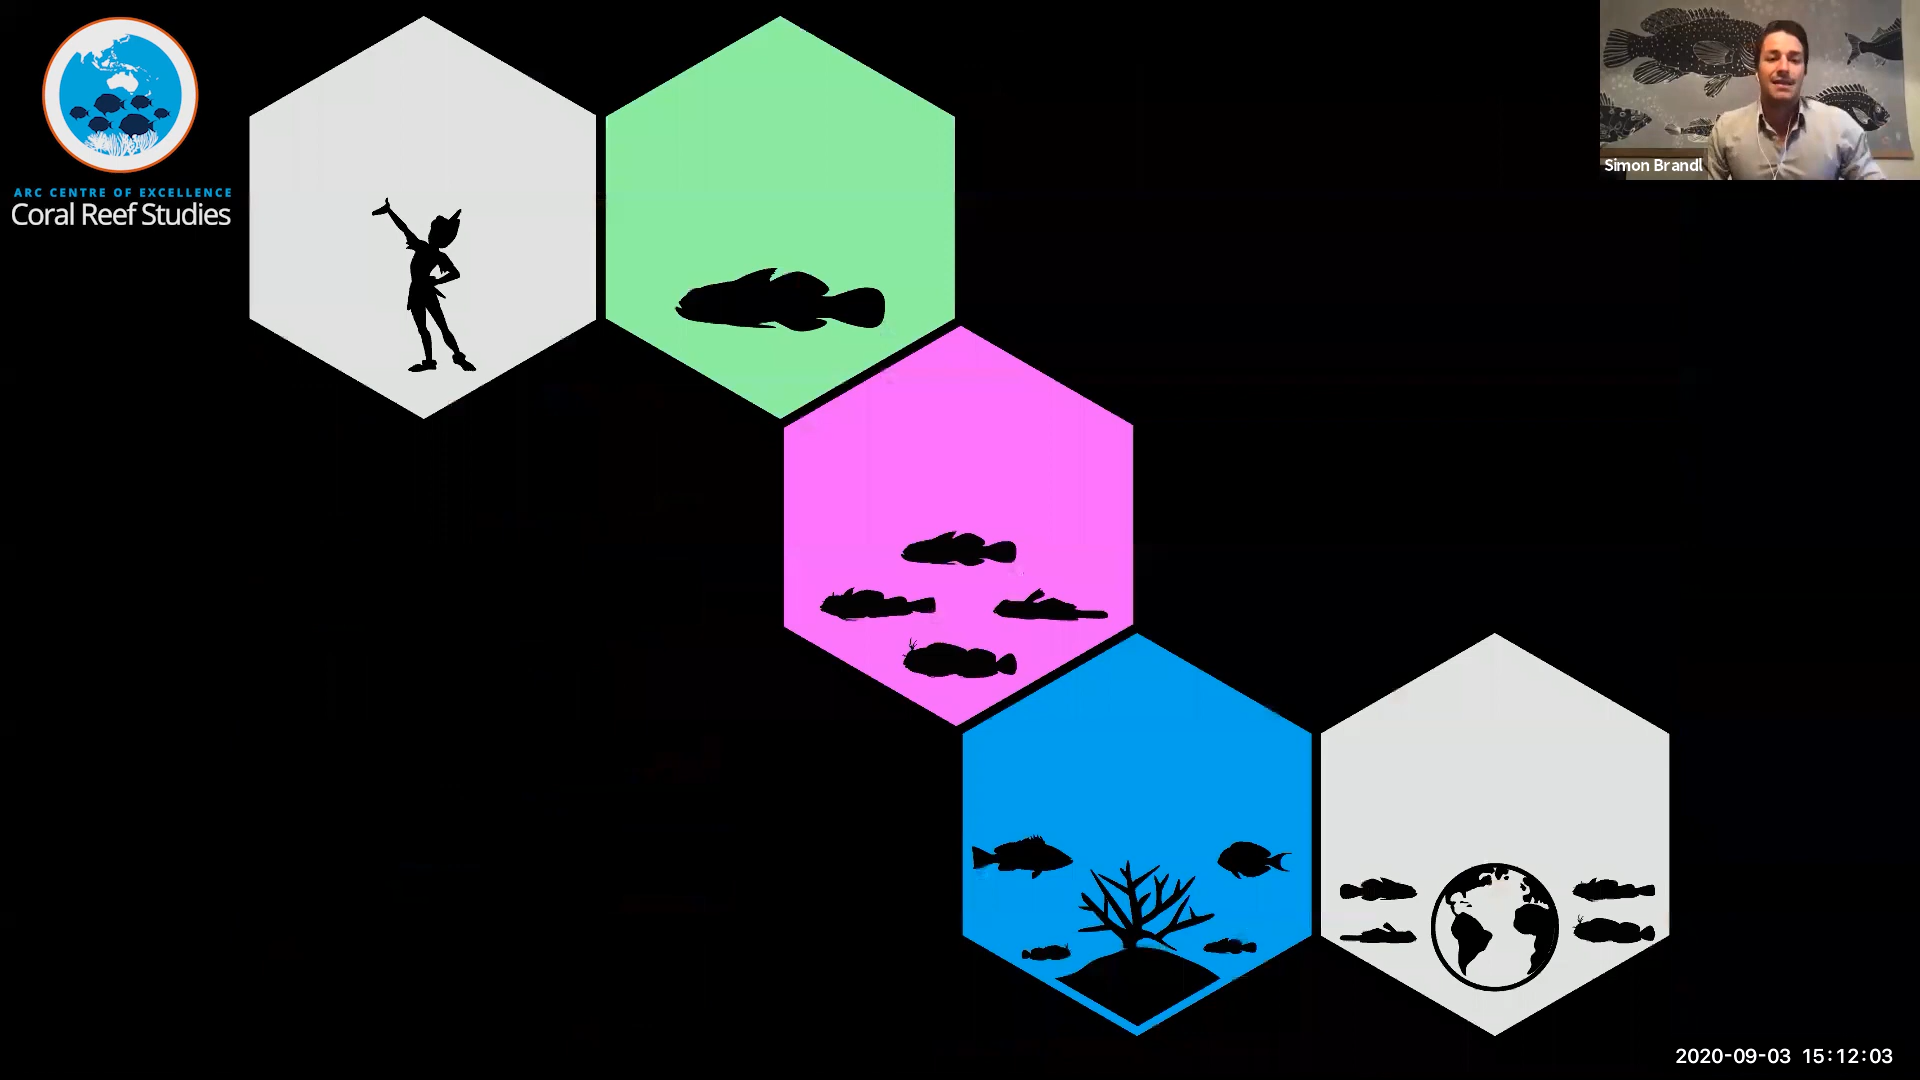 ARC CENTRE OF EXCELLENCE
Coral Reef Studies
Simon Brandl
2020-09-03 15:12:03